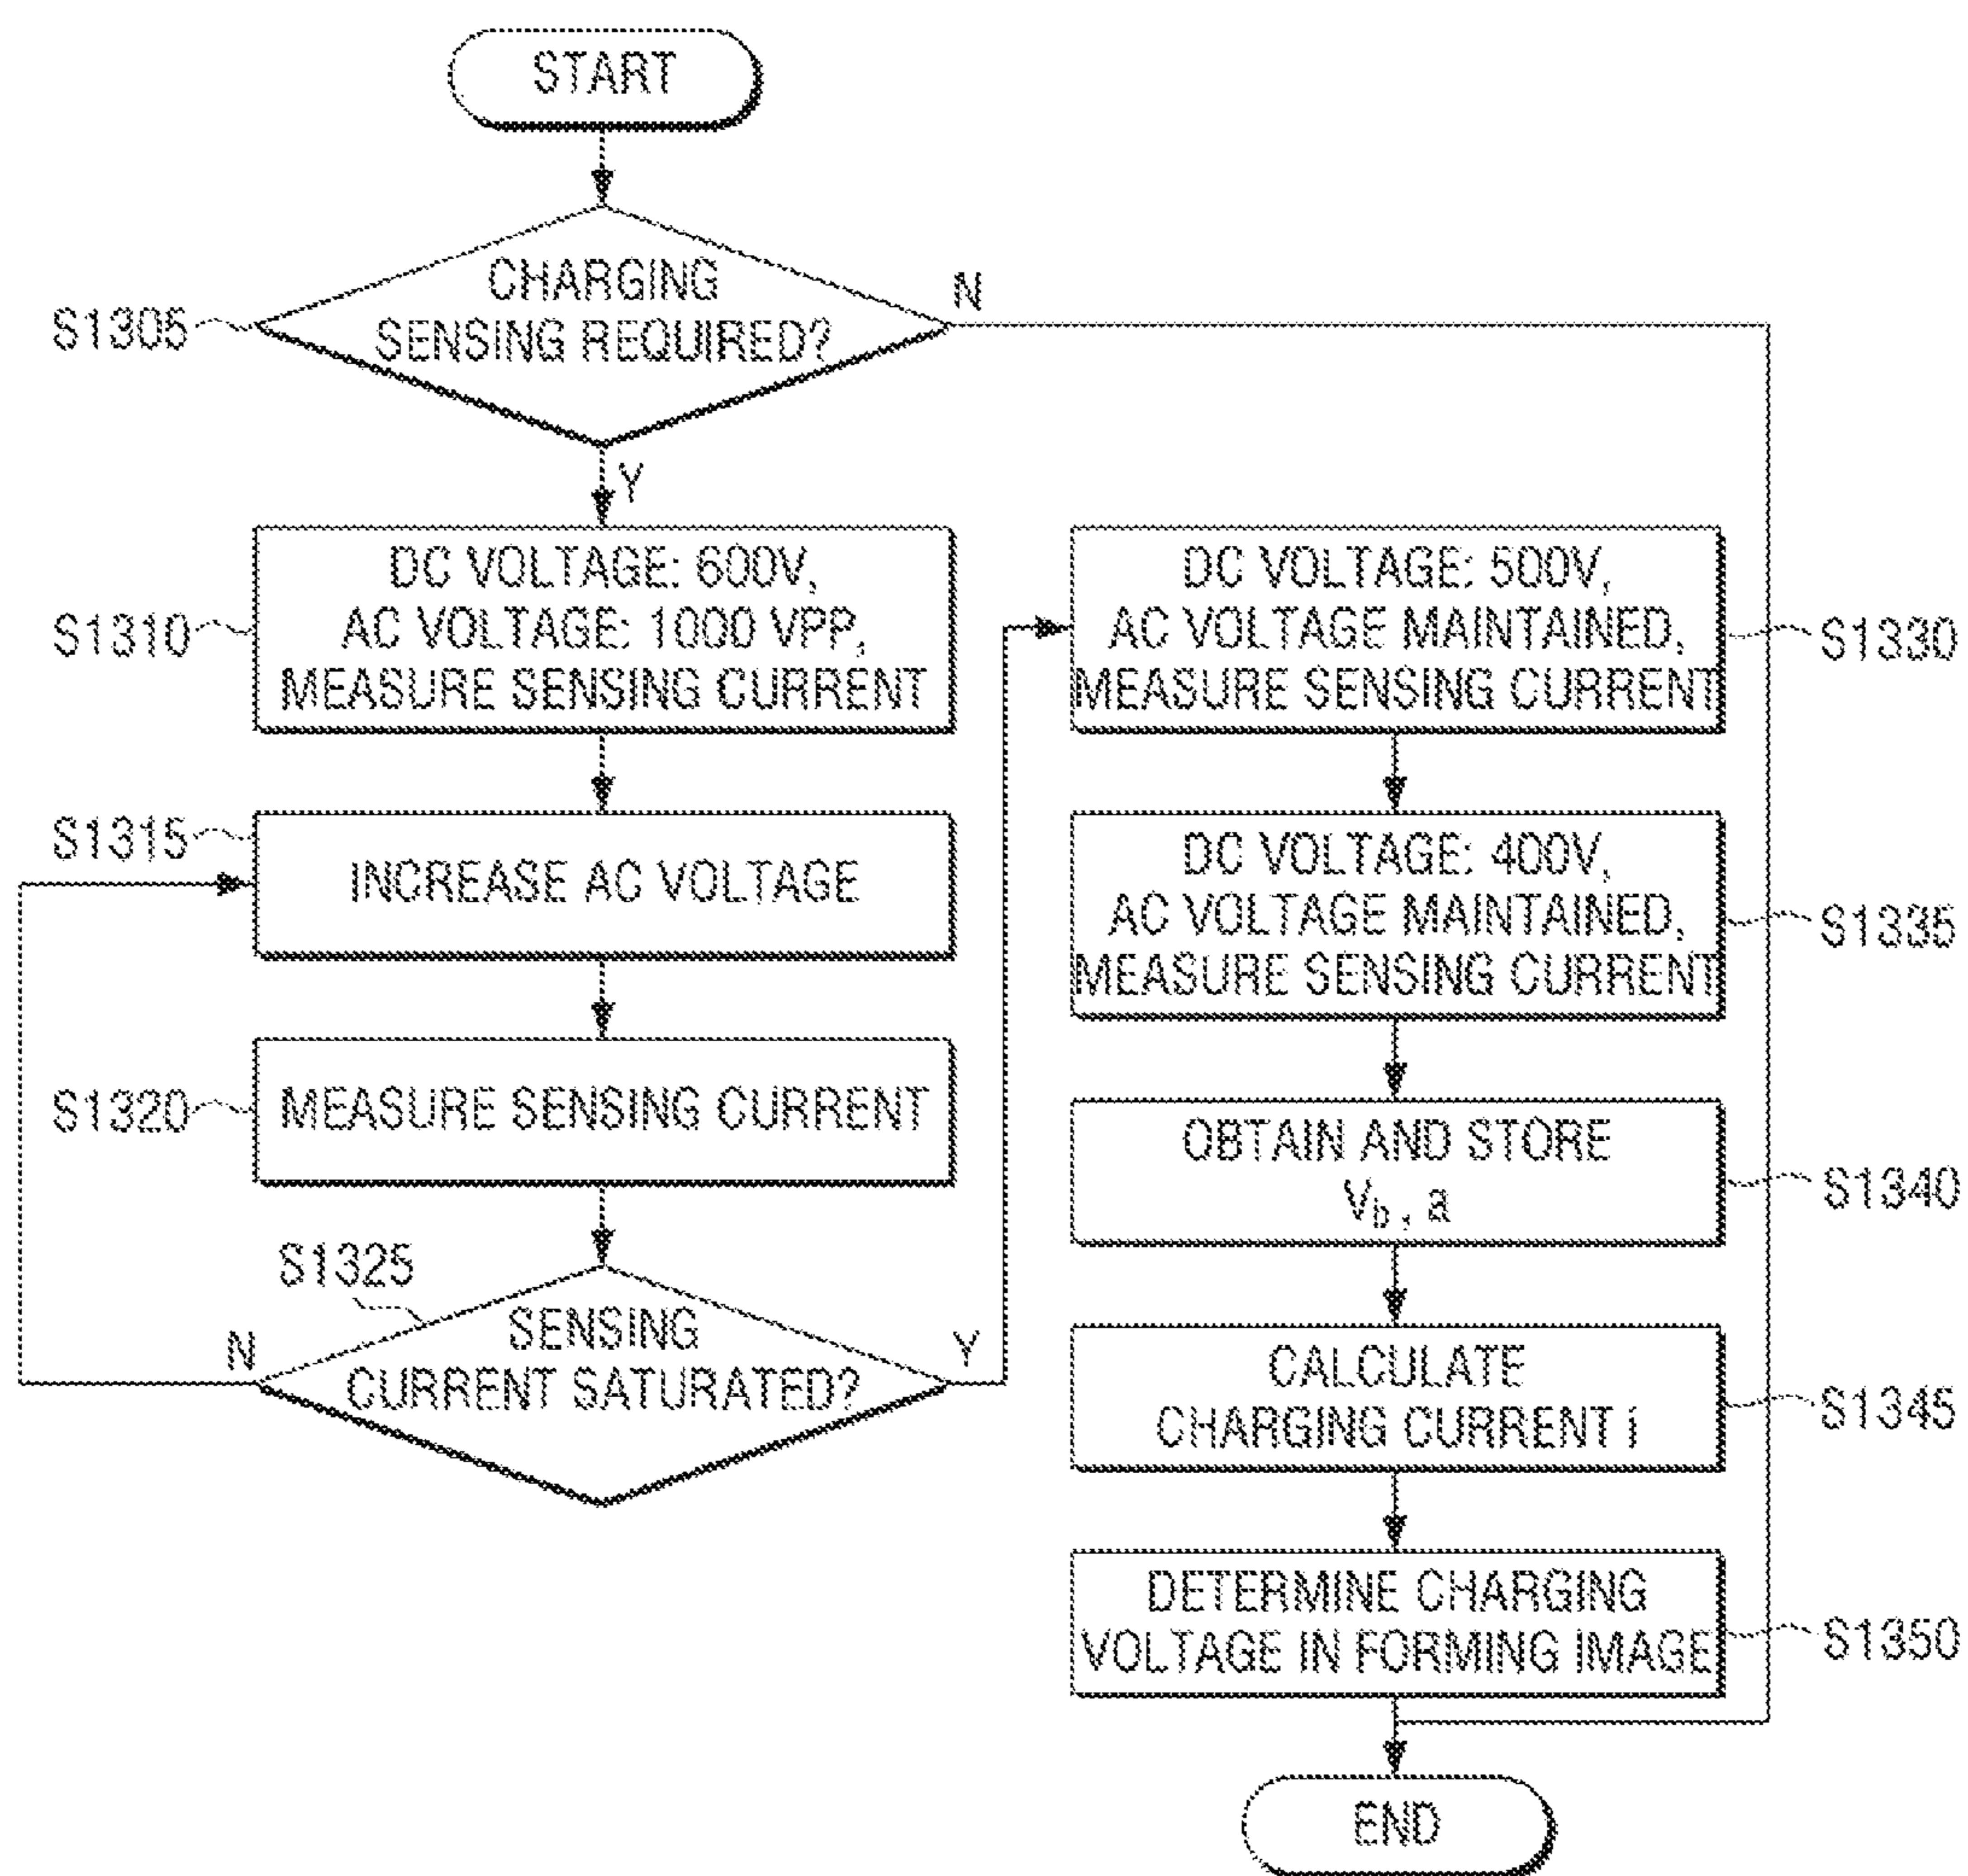 START
CHARGING
SENSING REQUIRED?
S1305
N
Y
DC VOLTAGE: 600V,
AC VOLTAGE: 1000 VPP,
MEASURE SENSING CURRENT
S1310
S1315
INCREASE AC VOLTAGE
S1320
MEASURE SENSING CURRENT
S1325
SENSING
CURRENT SATURATED?
N
Y
DC VOLTAGE: 500V,
AC VOLTAGE MAINTAINED,
MEASURE SENSING CURRENT
S1330
DC VOLTAGE: 400V,
AC VOLTAGE MAINTAINED,
MEASURE SENSING CURRENT
S1335
OBTAIN AND STORE
Vb, a
S1340
CALCULATE
CHARGING CURRENT i
S1345
DETERMINE CHARGING
VOLTAGE IN FORMING IMAGE
S1350
END